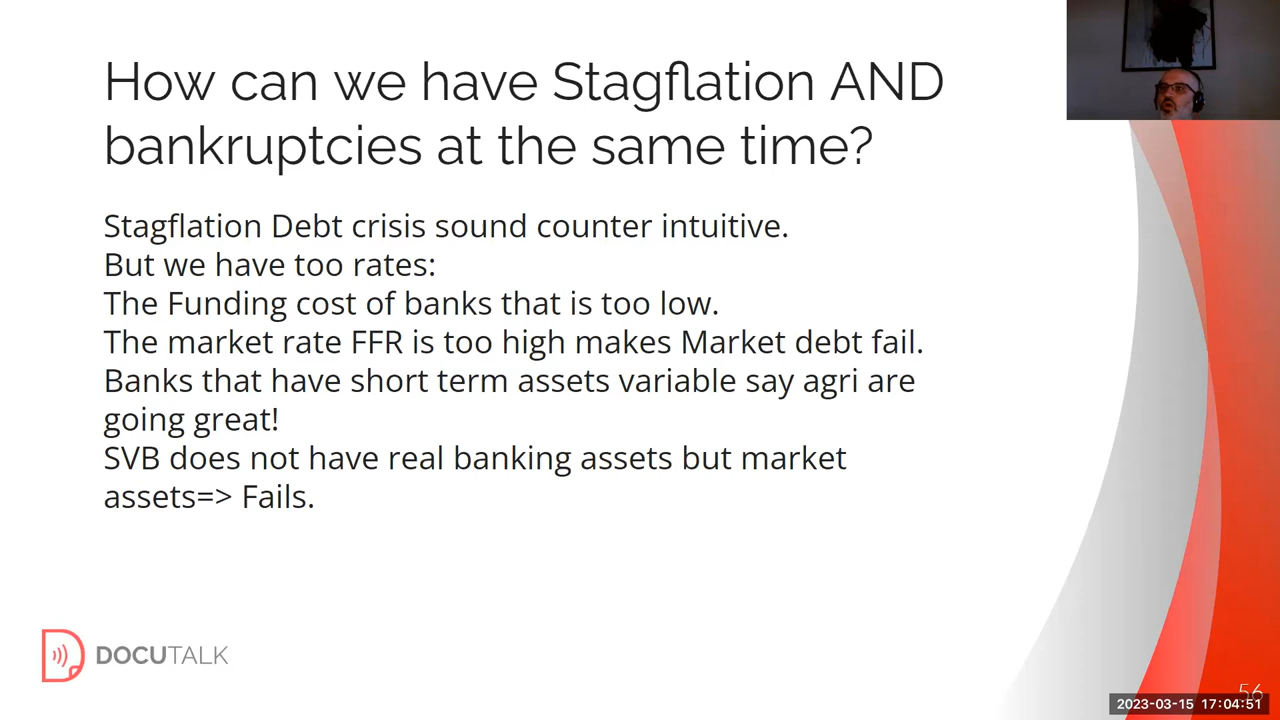 How can we have Stagflation AND
bankruptcies at the same time?
Stagflation Debt crisis sound counter intuitive.
But we have too rates:
The Funding cost of banks that is too low.
The market rate FFR is too high makes Market debt fail.
Banks that have short term assets variable say agri are
going great!
SVB does not have real banking assets but market
assets=> Fails.
DOCUTALK
56
2023-03-15 17:04:51